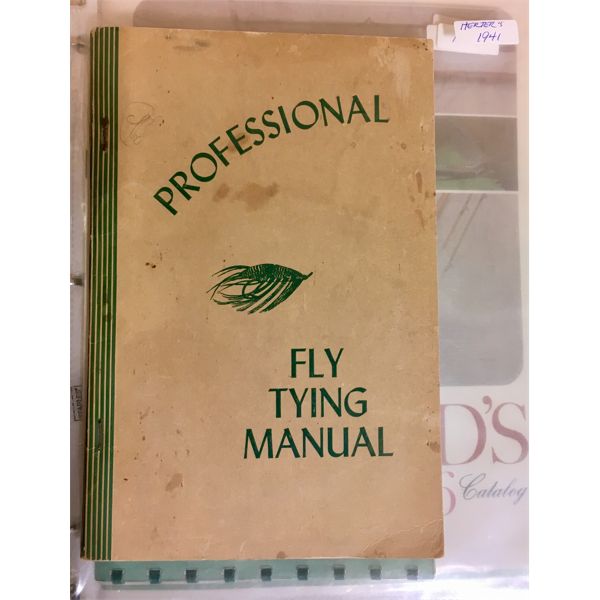 HERTER'S
1941
PROFESSIONAL
FLY
TYING
MANUAL
D'S
Catalog